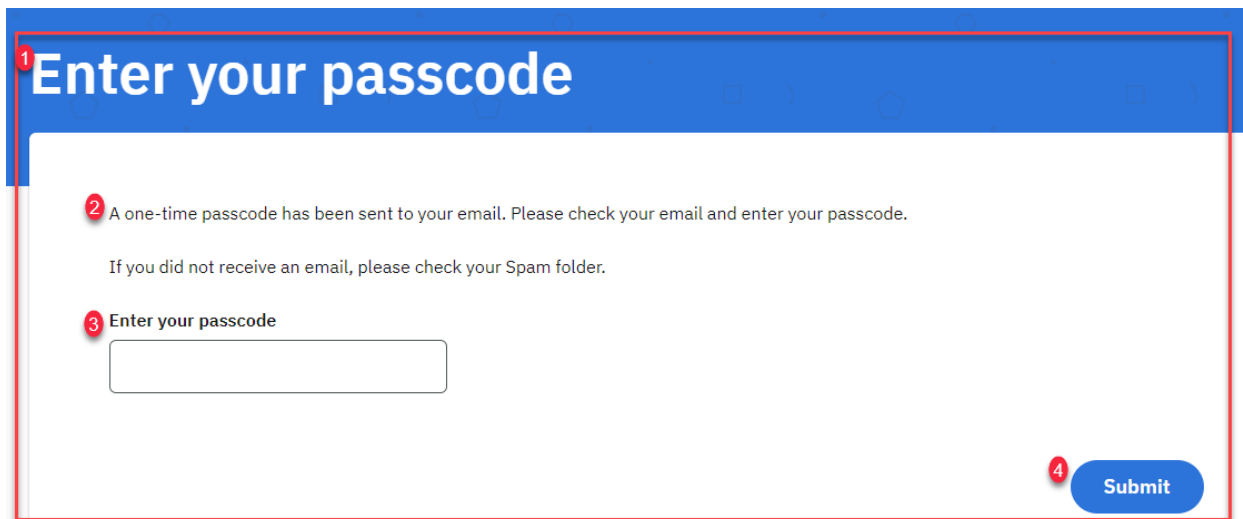 1 Enter your passcode
2 A one-time passcode has been sent to your email. Please check your email and enter your passcode.
If you did not receive an email, please check your Spam folder.
3 Enter your passcode
4 Submit